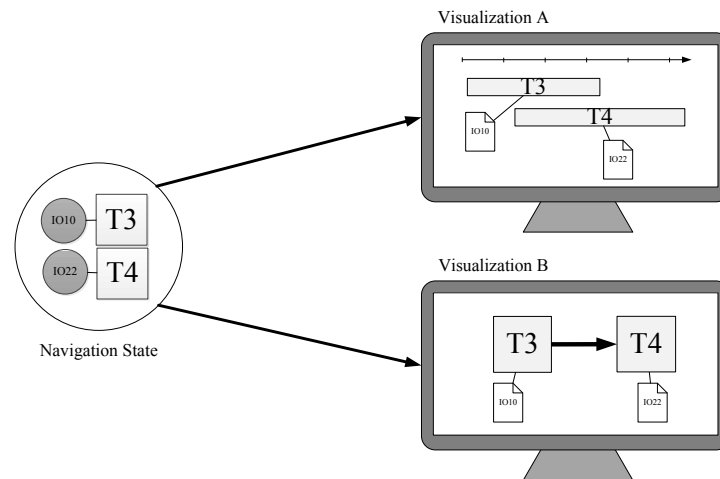 Visualization A
T3
T4
IO10
IO22
IO10
T3
IO22
T4
Navigation State
Visualization B
T3
T4
IO10
IO22